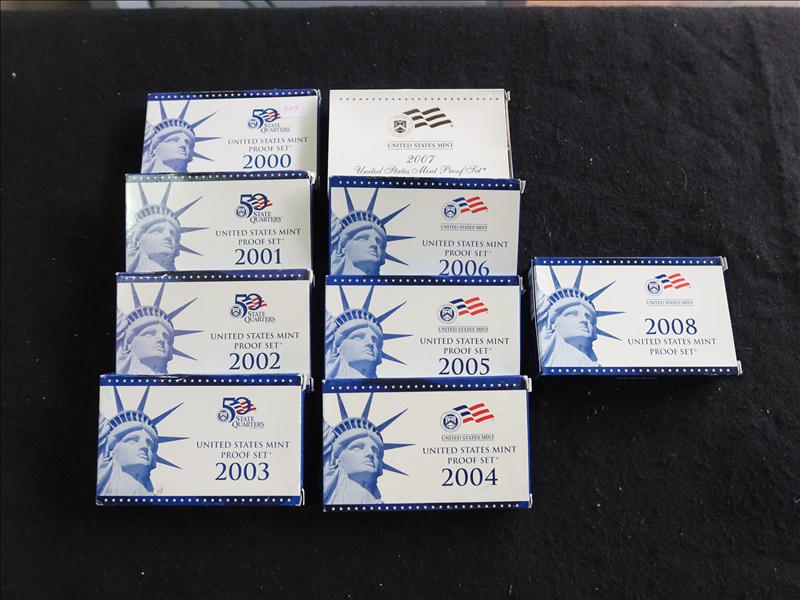 50
STATE
QUARTERS™
UNITED STATES MINT
PROOF SET®
2000
UNITED STATES MINT
2007
United States Mint Proof Set®
50
STATE
QUARTERS™
UNITED STATES MINT
PROOF SET®
2001
UNITED STATES MINT
UNITED STATES MINT
PROOF SET®
2006
50
STATE
QUARTERS
UNITED STATES MINT
PROOF SET®
2002
UNITED STATES MINT
UNITED STATES MINT
PROOF SET®
2005
UNITED STATES MINT
2008
UNITED STATES MINT
PROOF SET®
50
STATE
QUARTERS
UNITED STATES MINT
PROOF SET®
2003
UNITED STATES MINT
UNITED STATES MINT
PROOF SET®
2004